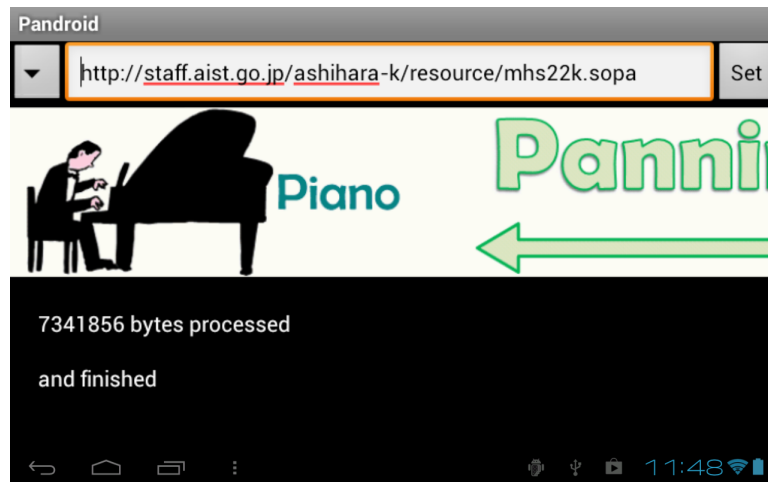 Pandroid
http://staff.aist.go.jp/ashihara-k/resource/mhs22k.sopa
Set
Piano
7341856 bytes processed
and finished
11:48